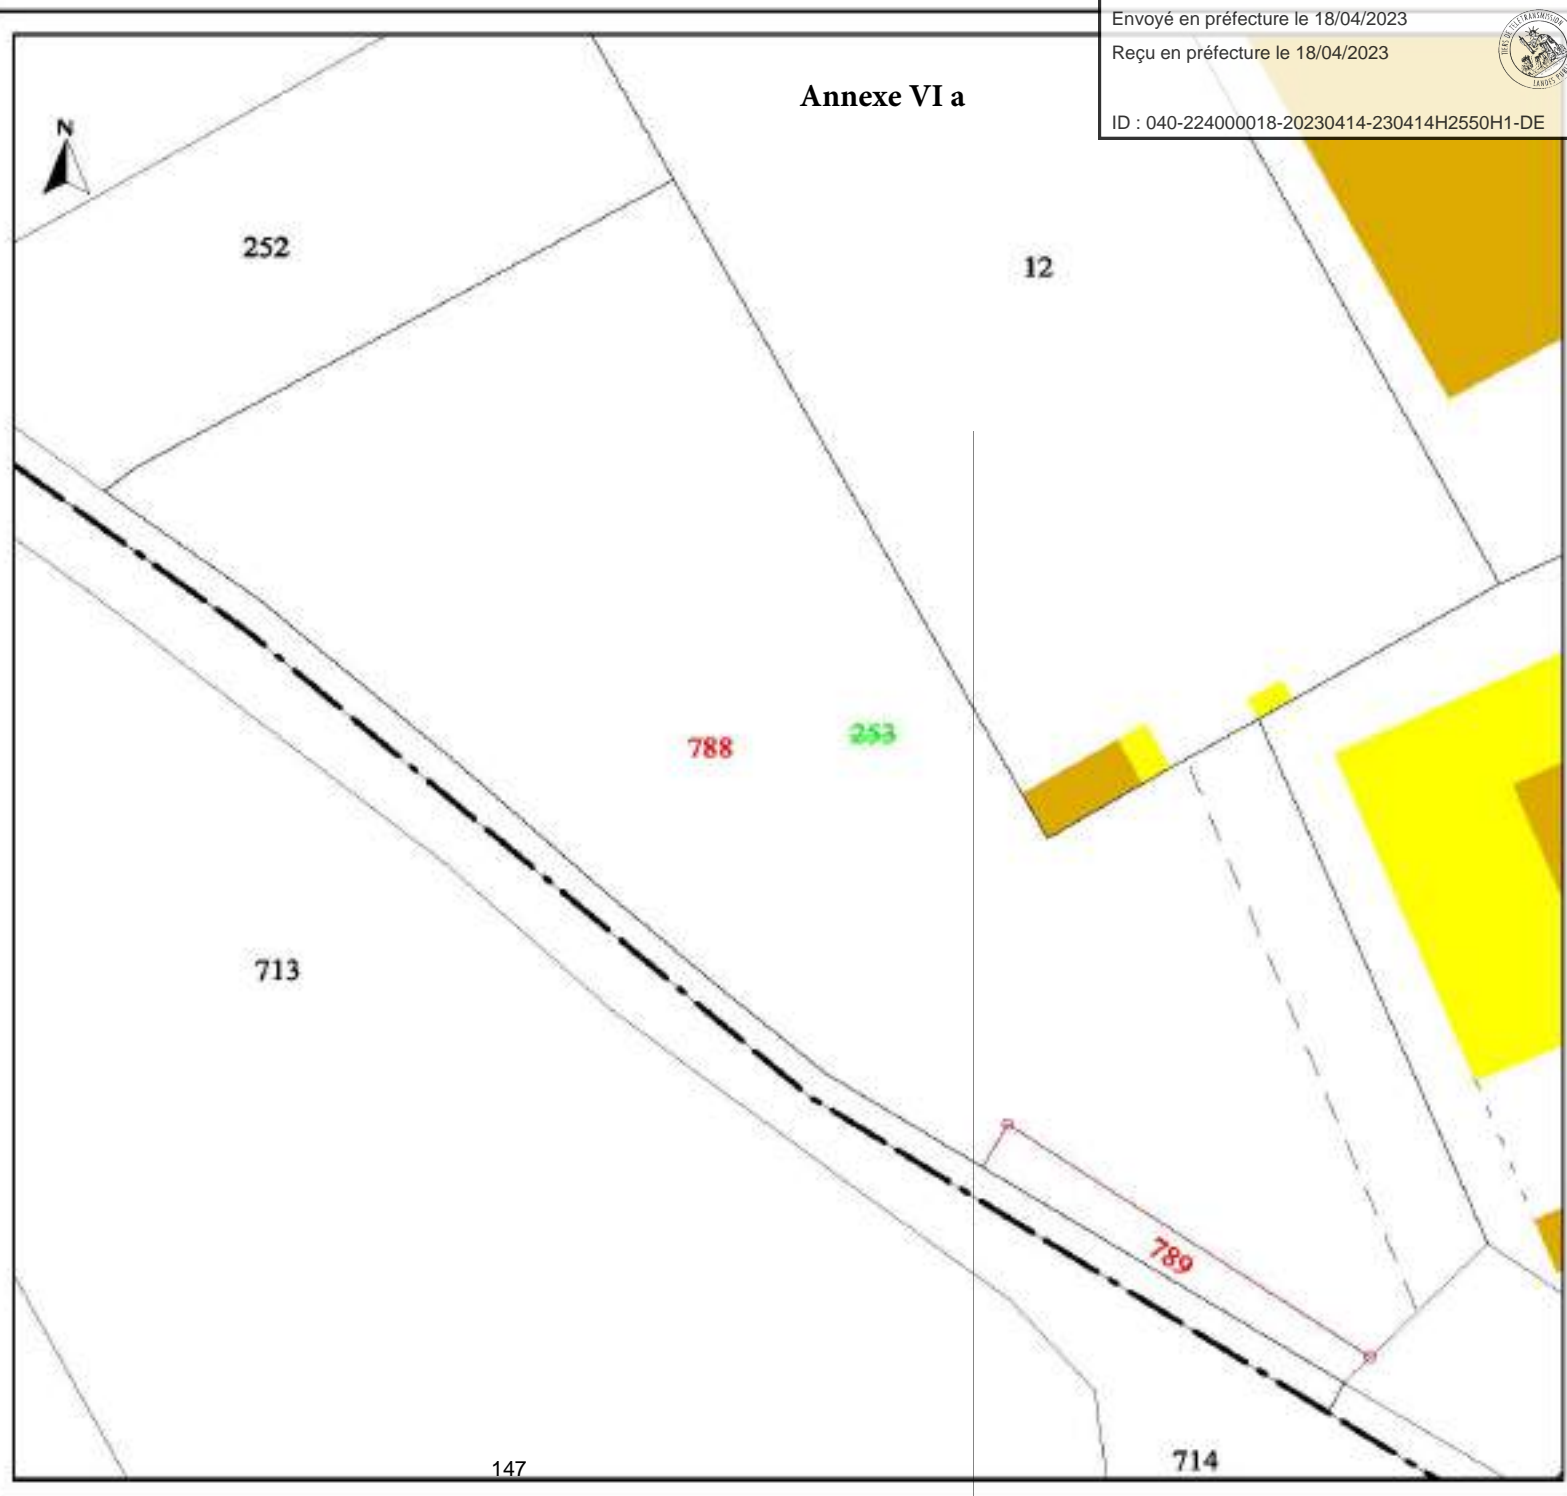 Envoyé en préfecture le 18/04/2023
Reçu en préfecture le 18/04/2023
ID : 040-224000018-20230414-230414H2550H1-DE
Annexe VI a
N
252
12
788
253
713
789
714
147